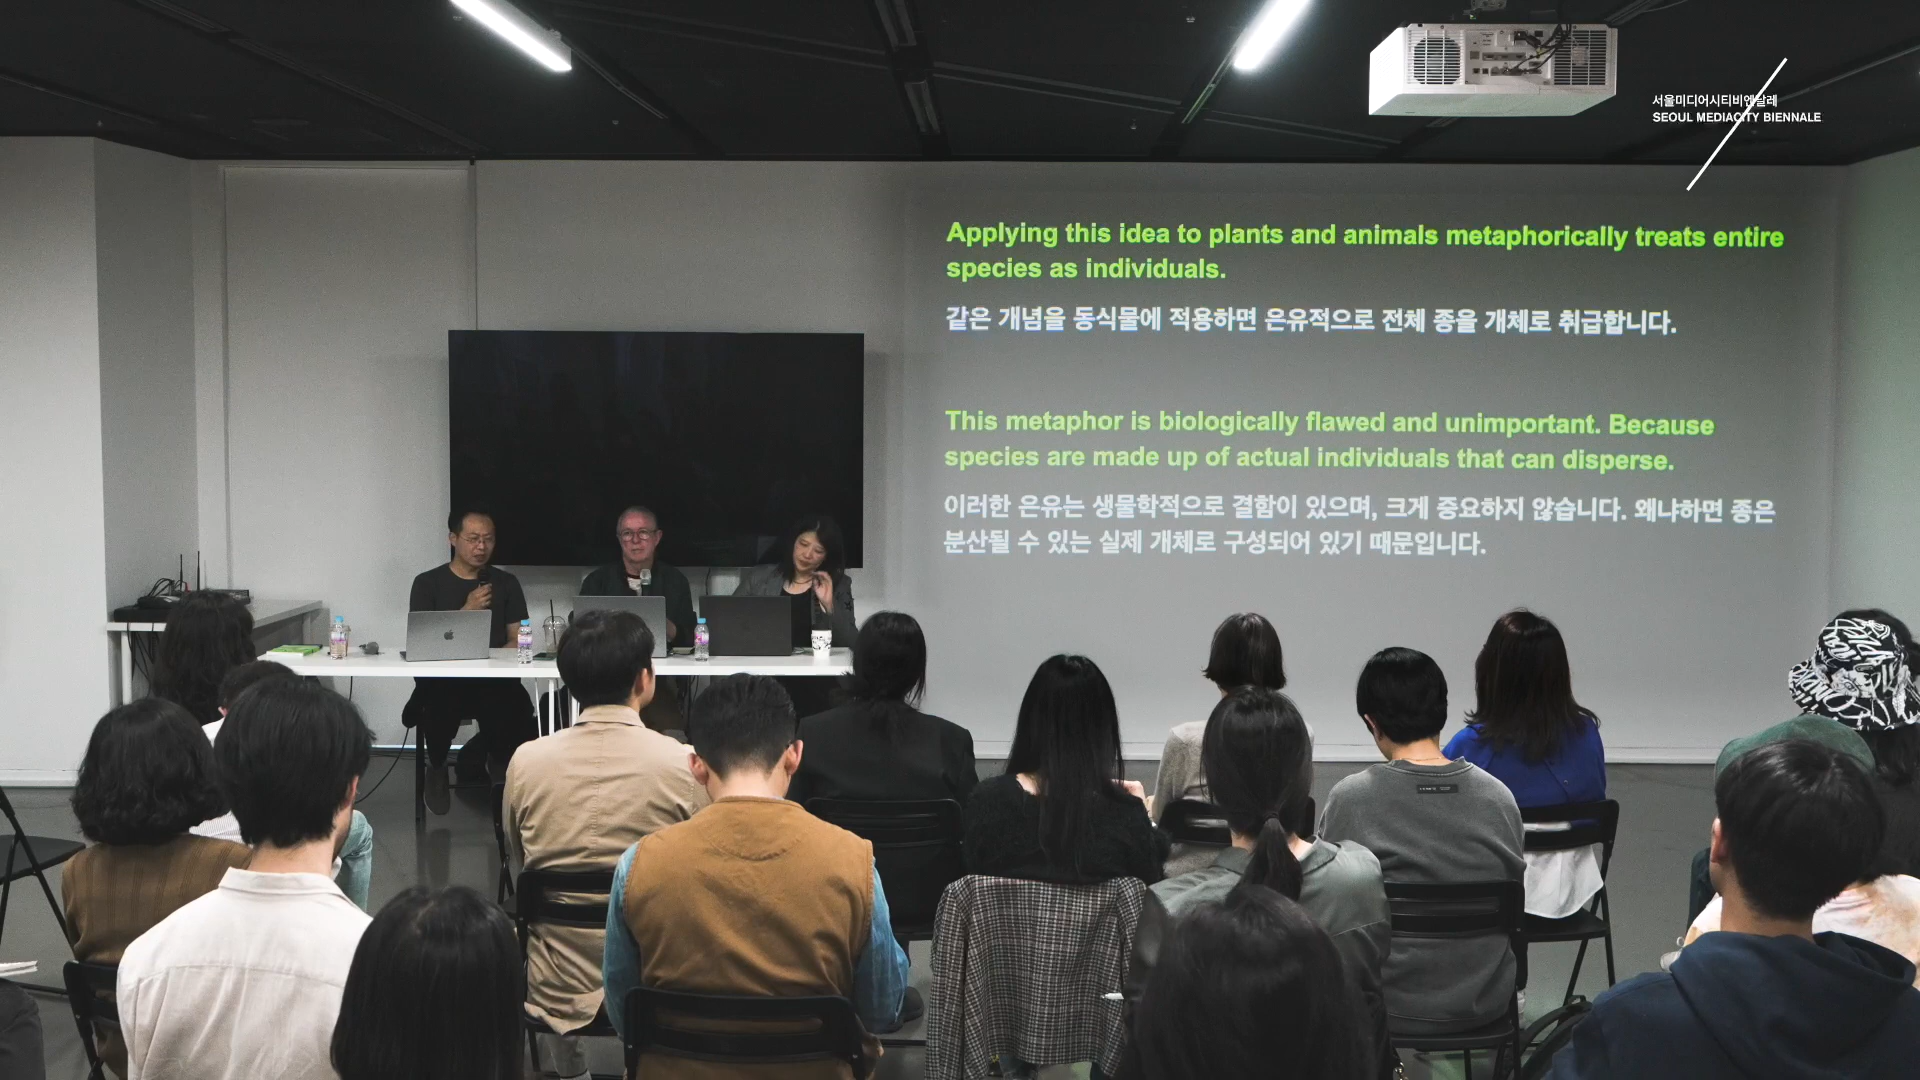 서울미디어시티비엔날레
SEOUL MEDIACITY BIENNALE
Applying this idea to plants and animals metaphorically treats entire
species as individuals.
같은 개념을 동식물에 적용하면 은유적으로 전체 종을 개체로 취급합니다.
This metaphor is biologically flawed and unimportant. Because
species are made up of actual individuals that can disperse.
이러한 은유는 생물학적으로 결함이 있으며, 크게 중요하지 않습니다. 왜냐하면 종은
분산될 수 있는 실제 개체로 구성되어 있기 때문입니다.